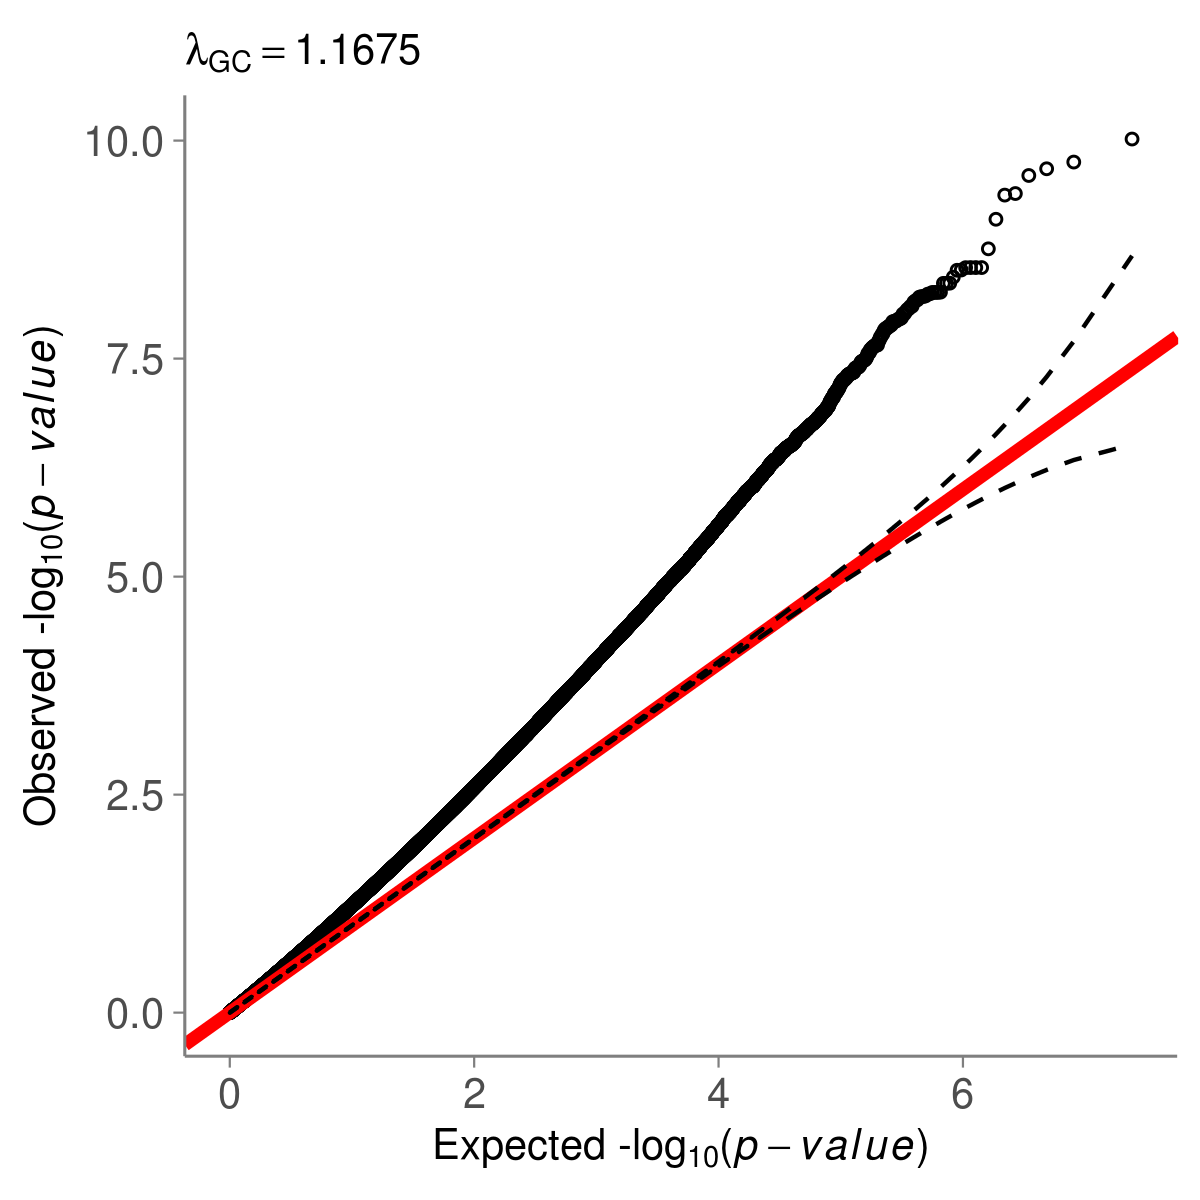 λGC = 1.1675
10.0
7.5
5.0
2.5
0.0
Observed -log10(p − value)
0 2 4 6
Expected -log10(p − value)